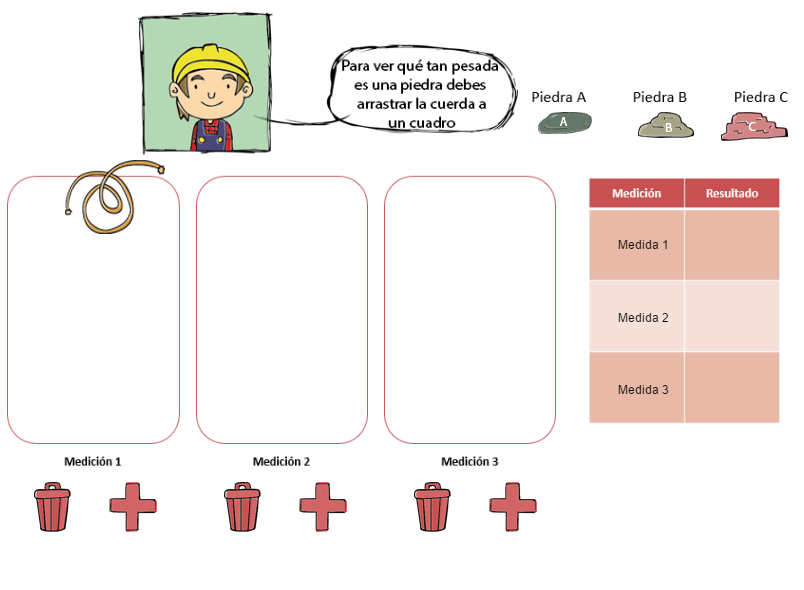 Para ver qué tan pesada
es una piedra debes
arrastrar la cuerda a
un cuadro
Piedra A
Piedra B
Piedra C
A
B
C
Medición
Resultado
Medida 1
Medida 2
Medida 3
Medición 1
Medición 2
Medición 3